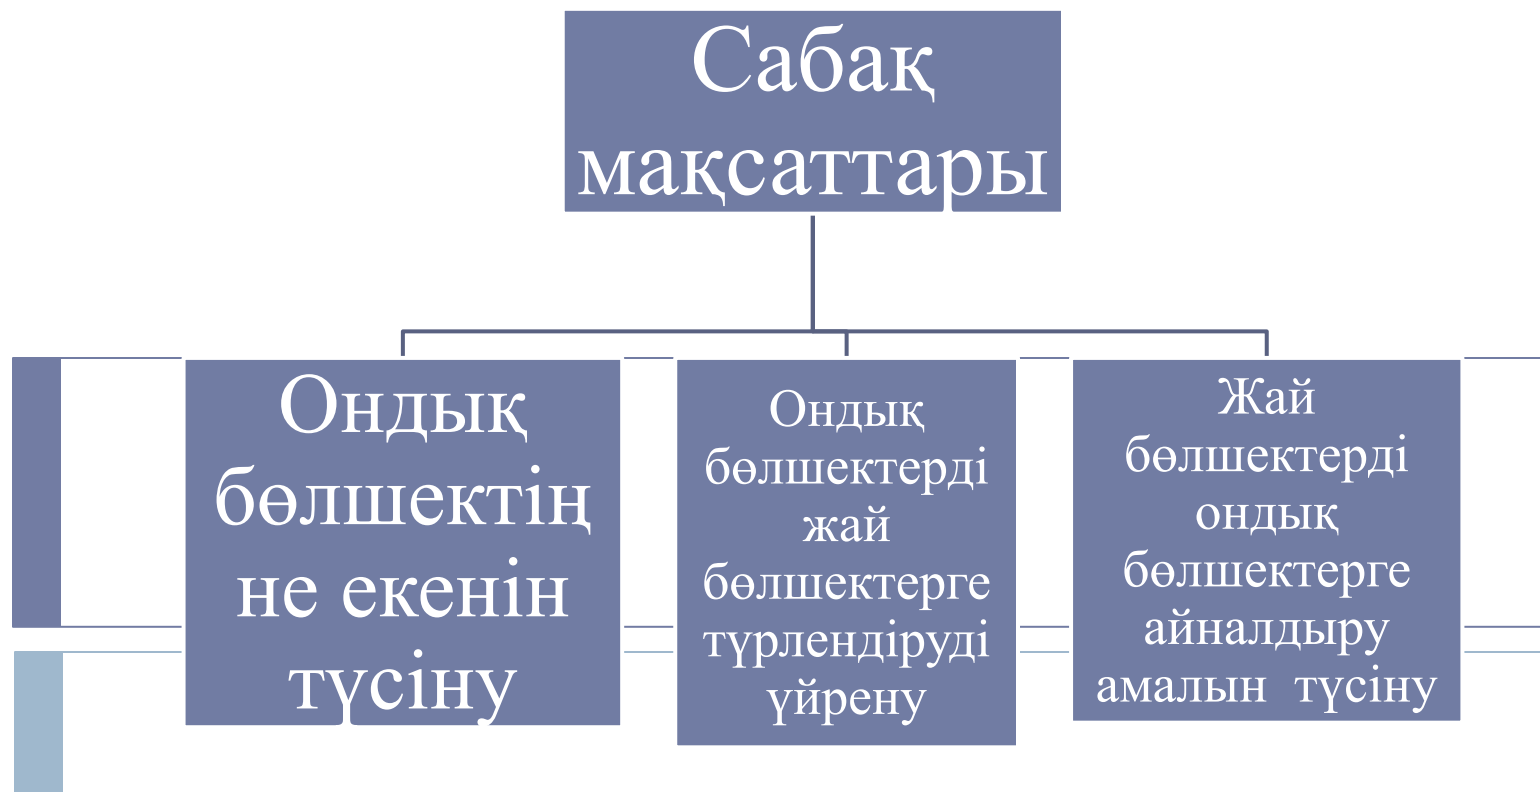 Сабақ
мақсаттары
Ондық
бөлшектің
не екенін
түсіну
Ондық
бөлшектерді
жай
бөлшектерге
түрлендіруді
үйрену
Жай
бөлшектерді
ондық
бөлшектерге
айналдыру
амалын түсіну